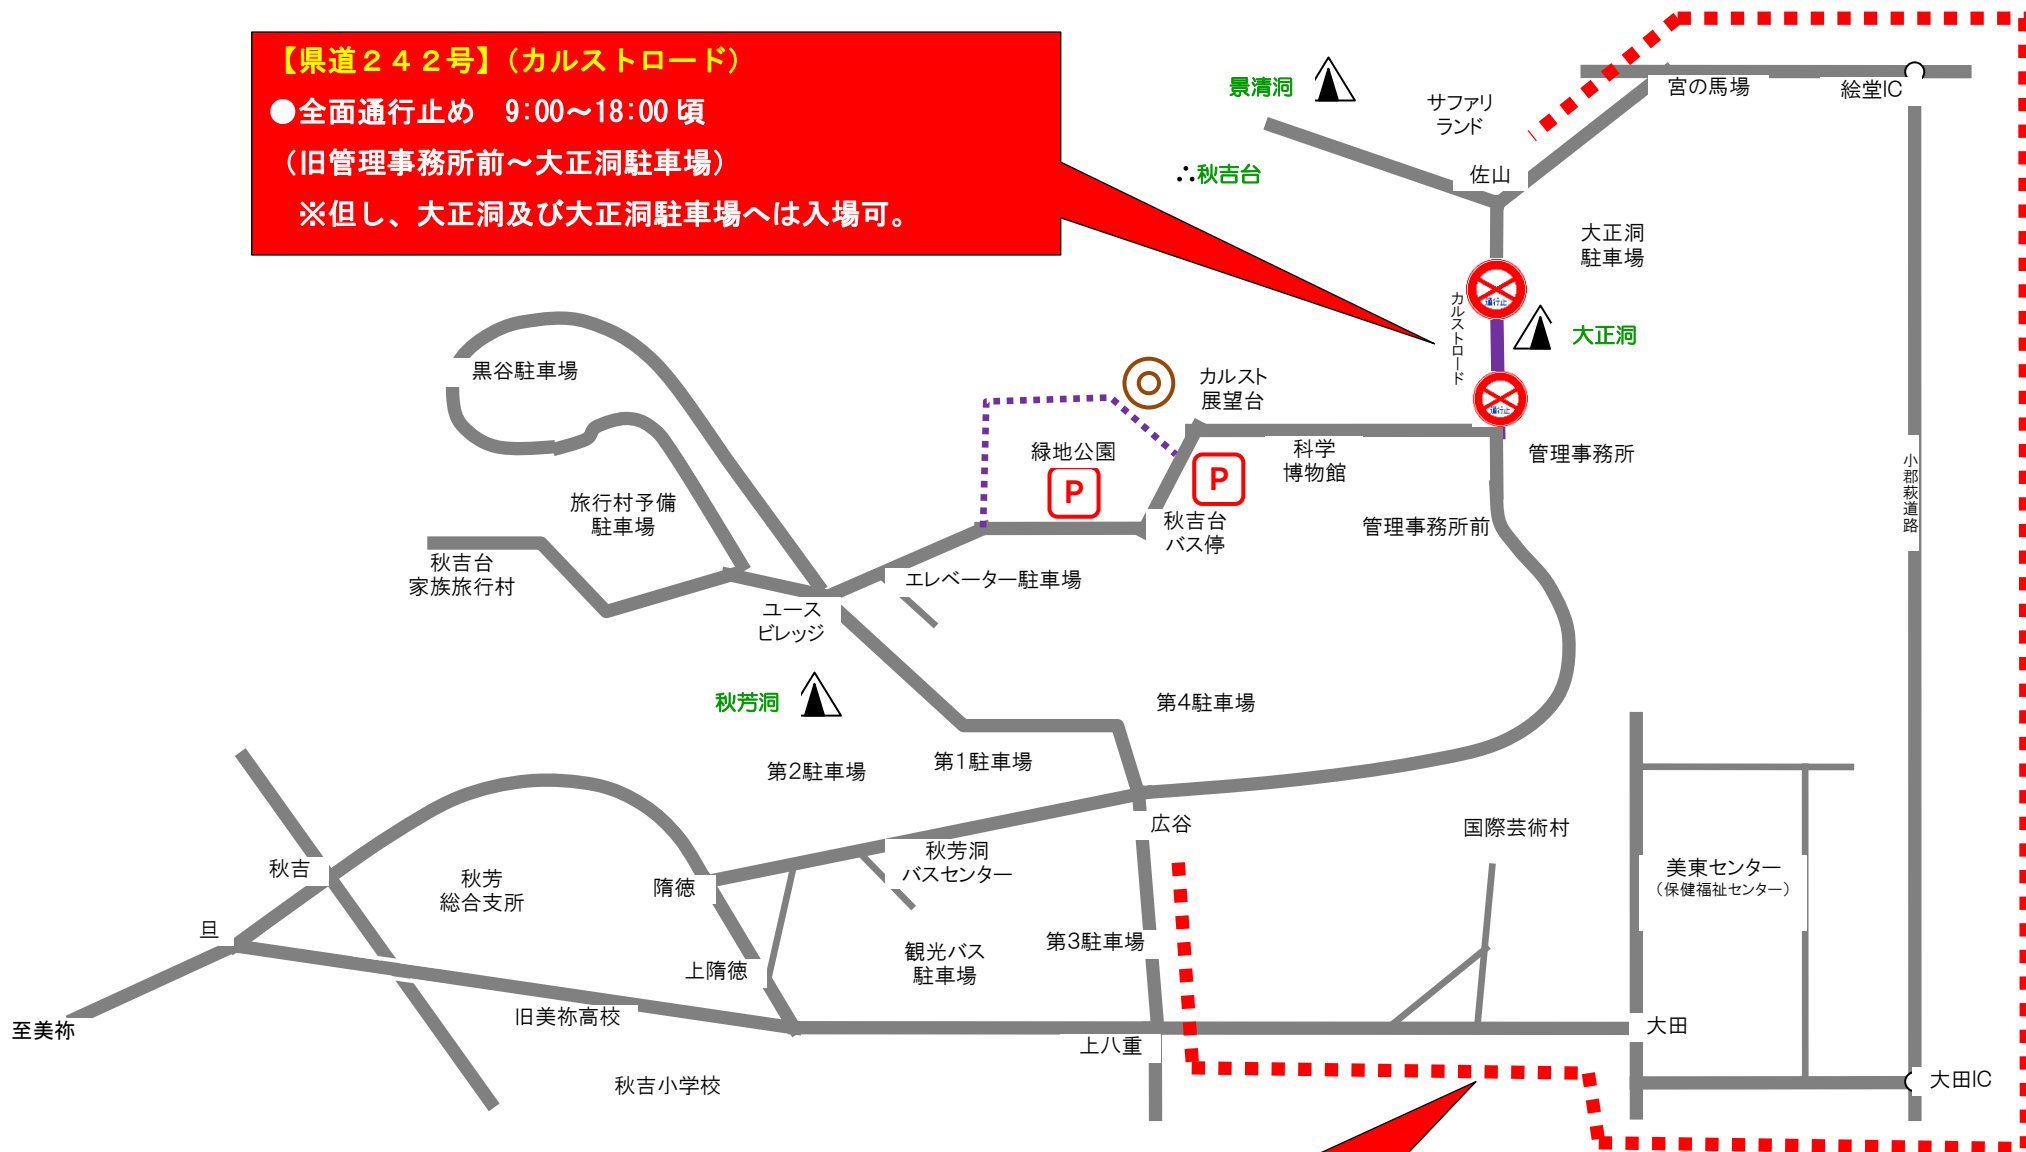 【県道２４２号】（カルストロード）
●全面通行止め　9:00～18:00 頃
（旧管理事務所前～大正洞駐車場）
※但し、大正洞及び大正洞駐車場へは入場可。
景清洞
サファリ
ランド
宮の馬場
絵堂IC
秋吉台
佐山
大正洞
駐車場
通行止
カルストロード
大正洞
通行止
黒谷駐車場
カルスト
展望台
緑地公園
P
P
科学
博物館
管理事務所
小郡萩道路
旅行村予備
駐車場
秋吉台
バス停
管理事務所前
秋吉台
家族旅行村
エレベーター駐車場
ユース
ビレッジ
秋芳洞
第4駐車場
第2駐車場
第1駐車場
広谷
国際芸術村
秋吉
秋芳
総合支所
隋徳
秋芳洞
バスセンター
美東センター
（保健福祉センター）
旦
上隋徳
観光バス
駐車場
第3駐車場
至美祢
旧美祢高校
上八重
大田
秋吉小学校
大田IC